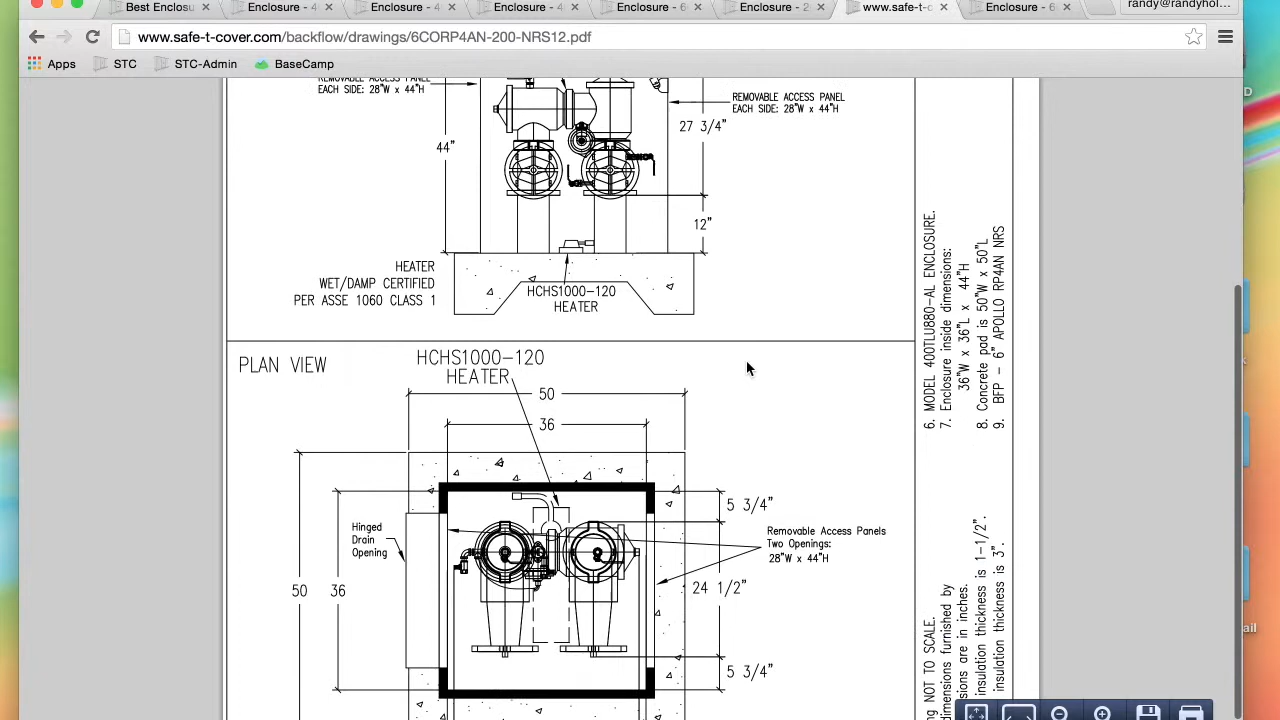 Best Enclosu
Enclosure - 4
Enclosure - 4
Enclosure - 4
Enclosure - 6
Enclosure - 2
www.safe-t-c
Enclosure - 6
randy@randyhol...
www.safe-t-cover.com/backflow/drawings/6CORP4AN-200-NRS12.pdf
Apps
STC
STC-Admin
BaseCamp
REMOVABLE ACCESS PANEL
EACH SIDE: 28"W x 44"H
REMOVABLE ACCESS PANEL
EACH SIDE: 28"W x 44"H
27 3/4"
44"
12"
HEATER
WET/DAMP CERTIFIED
PER ASSE 1060 CLASS 1
HCHS1000-120
HEATER
6. MODEL 400TLU880-AL ENCLOSURE.
7. Enclosure inside dimensions:
36"W x 36"L x 44"H
8. Concrete pad is 50"W x 50"L
9. BFP - 6" APOLLO RP4AN NRS
PLAN VIEW
HCHS1000-120
HEATER
50
36
5 3/4"
Hinged
Drain
Opening
Removable Access Panels
Two Openings:
28"W x 44"H
50
36
24 1/2"
5 3/4"
NOT TO SCALE.
dimensions furnished by
are in inches.
insulation thickness is 1-1/2".
insulation thickness is 3".